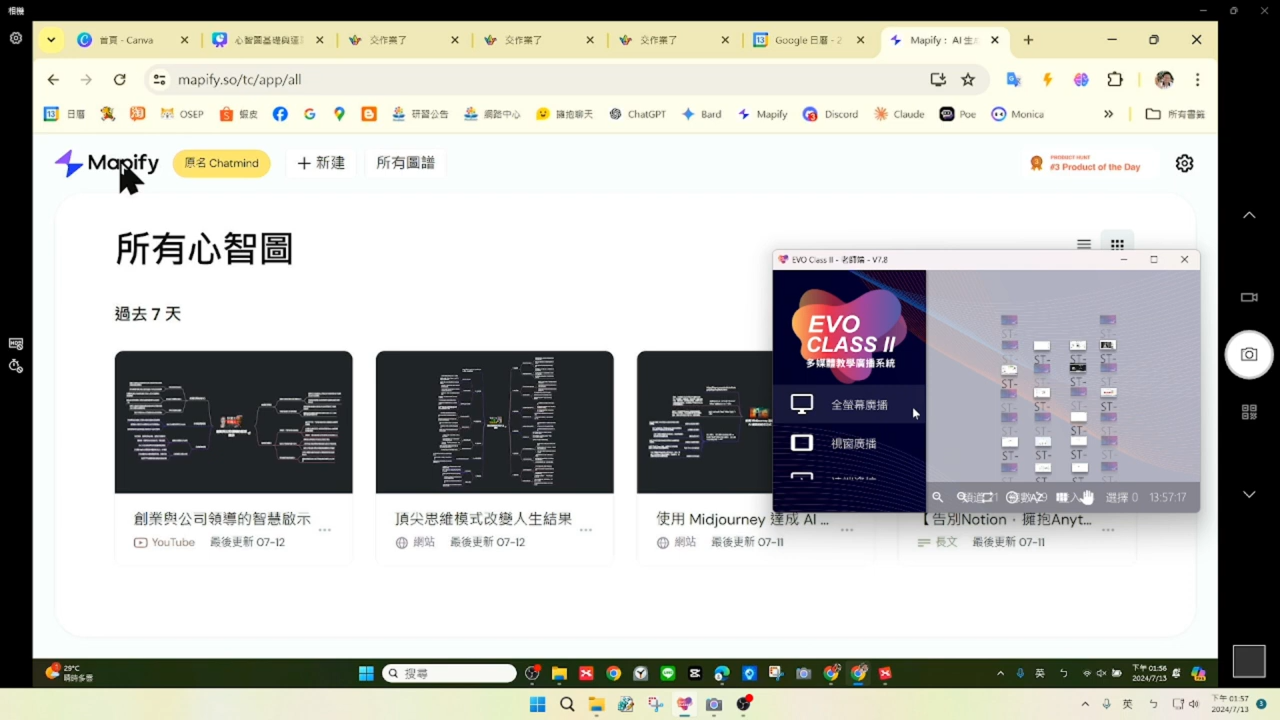 相機
首頁 - Canva
交作業了
交作業了
交作業了
Google 日曆 - 2
Mapify： AI 生
mapify.so/tc/app/all
日曆
OSEP
蝦皮
研習公告
網路中心
擁抱聊天
ChatGPT
Bard
Mapify
Discord
Claude
Poe
Monica
所有書籤
Mapify
原名 Chatmind
新建
所有圖譜
PRODUCT HUNT
#3 Product of the Day
所有心智圖
過去 7 天
EVO Class II - 老師端 - V7.8
EVO
CLASS II
多媒體教學廣播系統
全螢幕廣播
視窗廣播
選擇 0
13:57:17
創業與公司領導的智慧啟示 ...
YouTube 最後更新 07-12
頂尖思維模式改變人生結果 ...
網站 最後更新 07-12
使用 Midjourney 達成 AI ... ...
網站 最後更新 07-11
【告別Notion，擁抱Anyt... ...
長文 最後更新 07-11
29°C
晴時多雲
搜尋
英
ㄅ
下午 01:56
2024/7/13
英
ㄅ
下午 01:57
2024/7/13